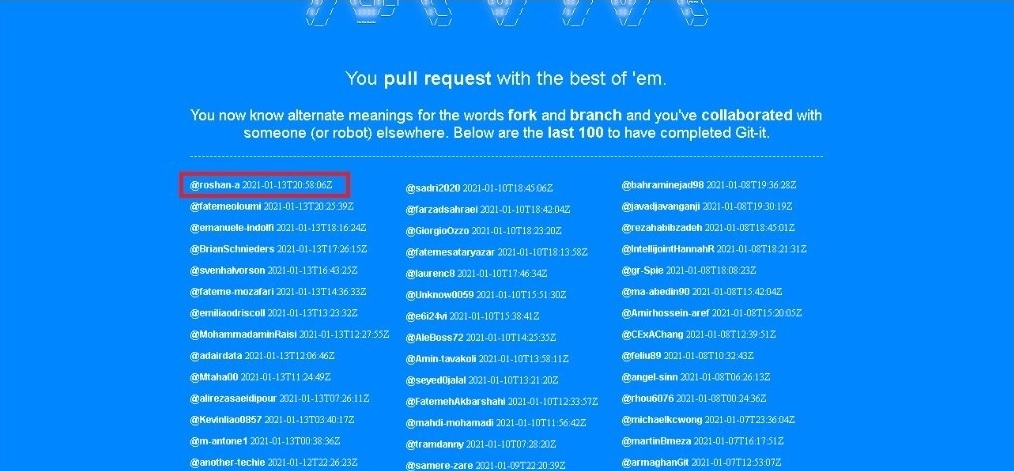 You pull request with the best of 'em.
You now know alternate meanings for the words fork and branch and you've collaborated with
someone (or robot) elsewhere. Below are the last 100 to have completed Git-it.
@roshan-a 2021-01-13T20:58:06Z
@fatemeoloumi 2021-01-13T20:25:39Z
@emanuele-indolfi 2021-01-13T18:16:24Z
@BrianSchnieders 2021-01-13T17:26:15Z
@svenhalvorson 2021-01-13T16:43:25Z
@fateme-mozafari 2021-01-13T14:36:33Z
@emiliaodriscoll 2021-01-13T13:23:32Z
@MohammadaminRaisi 2021-01-13T12:27:55Z
@adairdata 2021-01-13T12:06:46Z
@Mtaha00 2021-01-13T11:24:49Z
@alirezasaeidipour 2021-01-13T07:26:11Z
@Kevinliao0857 2021-01-13T03:40:17Z
@m-antone1 2021-01-13T00:38:36Z
@another-techie 2021-01-12T22:26:23Z
@sadri2020 2021-01-10T18:45:06Z
@farzadsahraei 2021-01-10T18:42:04Z
@GiorgioOzzo 2021-01-10T18:23:20Z
@fatemesataryazar 2021-01-10T18:13:58Z
@laurenc8 2021-01-10T17:46:34Z
@Unknow0059 2021-01-10T15:51:30Z
@e6i24vi 2021-01-10T15:38:41Z
@AleBoss72 2021-01-10T14:25:35Z
@Amin-tavakoli 2021-01-10T13:58:11Z
@seyed0jalal 2021-01-10T13:21:20Z
@FatemehAkbarshahi 2021-01-10T12:33:57Z
@mahdi-mohamadi 2021-01-10T11:56:42Z
@tramdanny 2021-01-10T07:28:20Z
@samere-zare 2021-01-09T22:20:39Z
@bahraminejad98 2021-01-08T19:36:28Z
@javadjavanganji 2021-01-08T19:30:19Z
@rezahabibzadeh 2021-01-08T18:45:01Z
@IntellijointHannahR 2021-01-08T18:21:31Z
@gr-Spie 2021-01-08T18:08:23Z
@ma-abedin90 2021-01-08T15:42:04Z
@Amirhossein-aref 2021-01-08T15:20:05Z
@CExAChang 2021-01-08T12:39:51Z
@feliu89 2021-01-08T10:32:43Z
@angel-sinn 2021-01-08T06:26:13Z
@rhou6076 2021-01-08T00:24:36Z
@michaelkcwong 2021-01-07T23:36:04Z
@martinBmeza 2021-01-07T16:17:51Z
@armaghanGit 2021-01-07T12:53:07Z